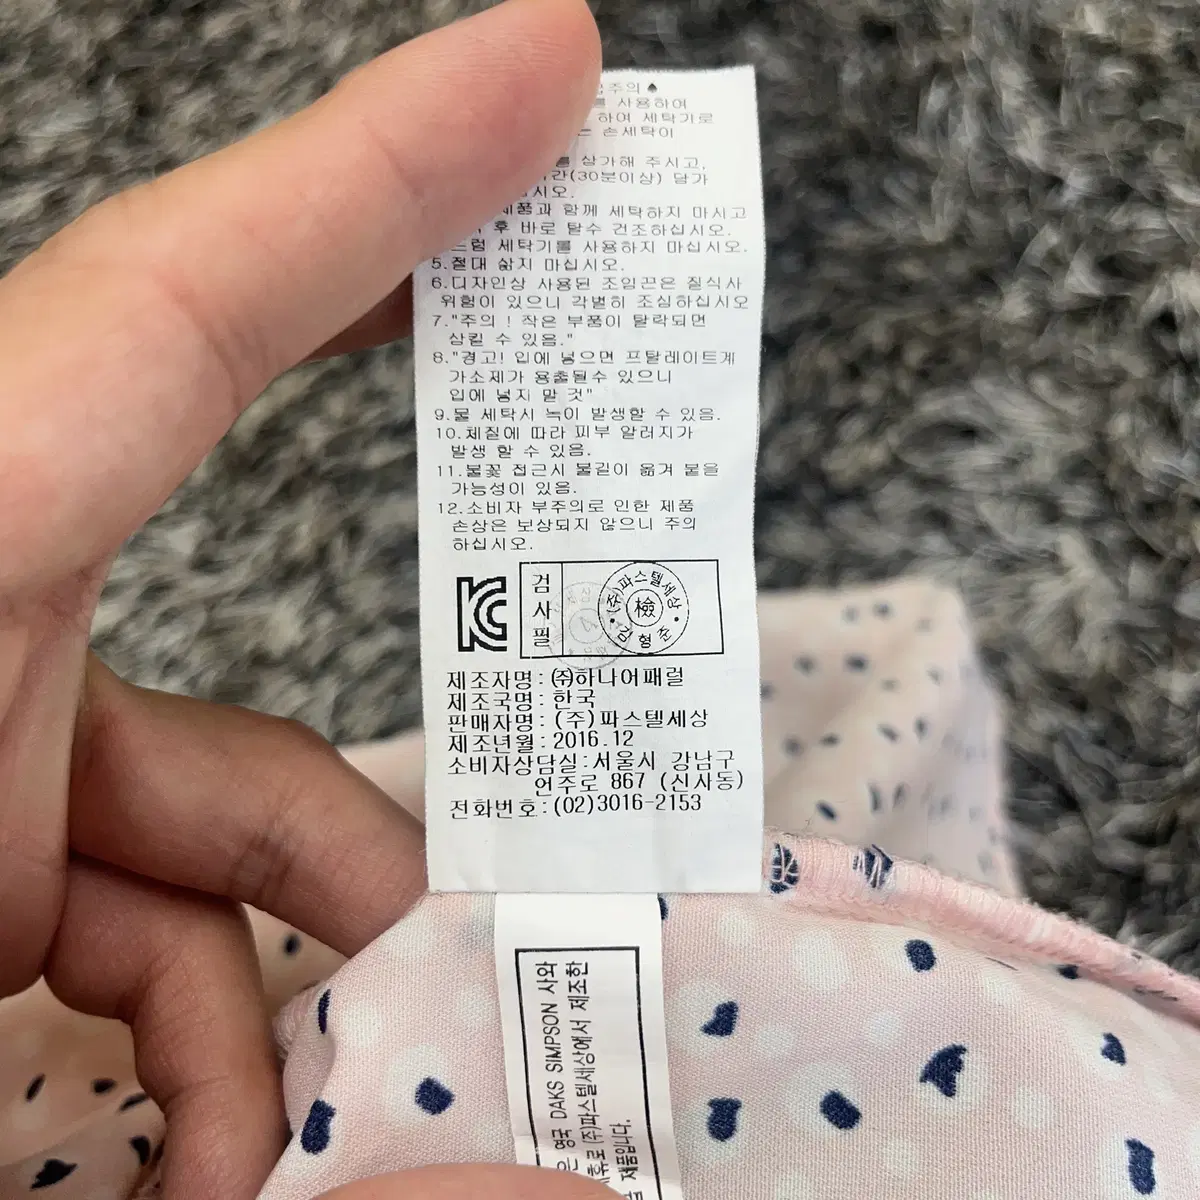 주의♠
를 사용하여
하여 세탁기로
는 손세탁이
를 삼가해 주시고,
간(30분이상) 담가
시오.
제품과 함께 세탁하지 마시고
후 바로 탈수 건조하십시오.
드럼 세탁기를 사용하지 마십시오.
5.절대 삶지 마십시오.
6.디자인상 사용된 조임끈은 질식사
위험이 있으니 각별히 조심하십시오
7."주의! 작은 부품이 탈락되면
삼킬 수 있음."
8."경고! 입에 넣으면 프탈레이트계
가소제가 용출될수 있으니
입에 넣지 말 것"
9.물 세탁시 녹이 발생할 수 있음.
10.체질에 따라 피부 알러지가
발생 할 수 있음.
11.불꽃 접근시 불길이 옮겨 붙을
가능성이 있음.
12.소비자 부주의로 인한 제품
손상은 보상되지 않으니 주의
하십시오.
KC 검사필 (주)파스텔세상 檢
제조자명:㈜하나어패럴
제조국명:한국
판매자명:(주)파스텔세상
제조년월:2016.12
소비자상담실:서울시 강남구
언주로 867 (신사동)
전화번호:(02)3016-2153
은 영국 DAKS SIMPSON 사와
휴로 (주)파스텔세상에서 제조한
제품입니다.